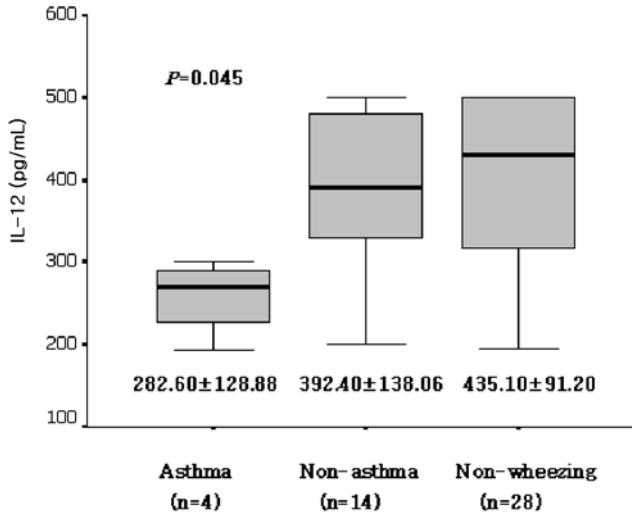 600
P=0.045
500
400
300
200
100
IL-12 (pg/mL)
282.60±128.88 392.40±138.06 435.10±91.20
Asthma Non-asthma Non-wheezing
(n=4) (n=14) (n=28)